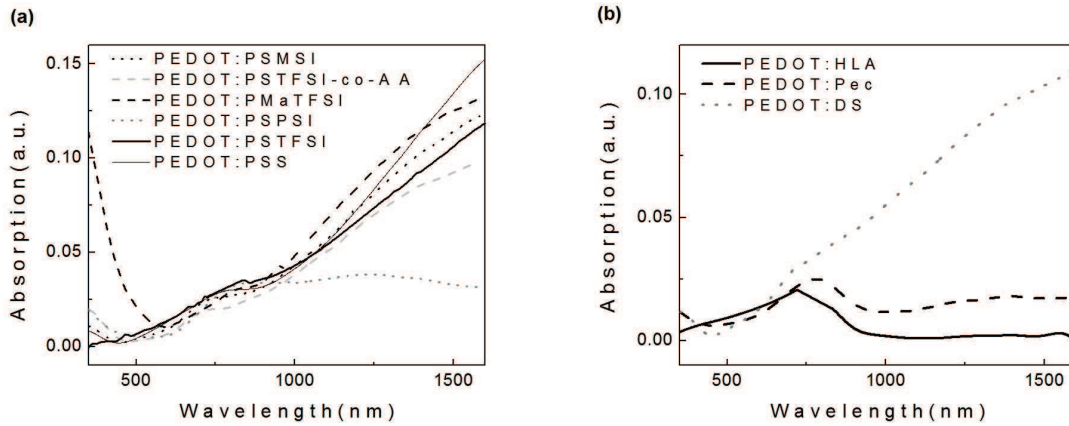 (a)
PEDOT:PSMSI
PEDOT:PSTFSI-co-AA
PEDOT:PMaTFSI
PEDOT:PSPSI
PEDOT:PSTFSI
PEDOT:PSS
0.15
0.10
0.05
0.00
Absorption(a.u.)
500 1000 1500
Wavelength(nm)
(b)
PEDOT:HLA
PEDOT:Pec
PEDOT:DS
0.10
0.05
0.00
Absorption(a.u.)
500 1000 1500
Wavelength(nm)